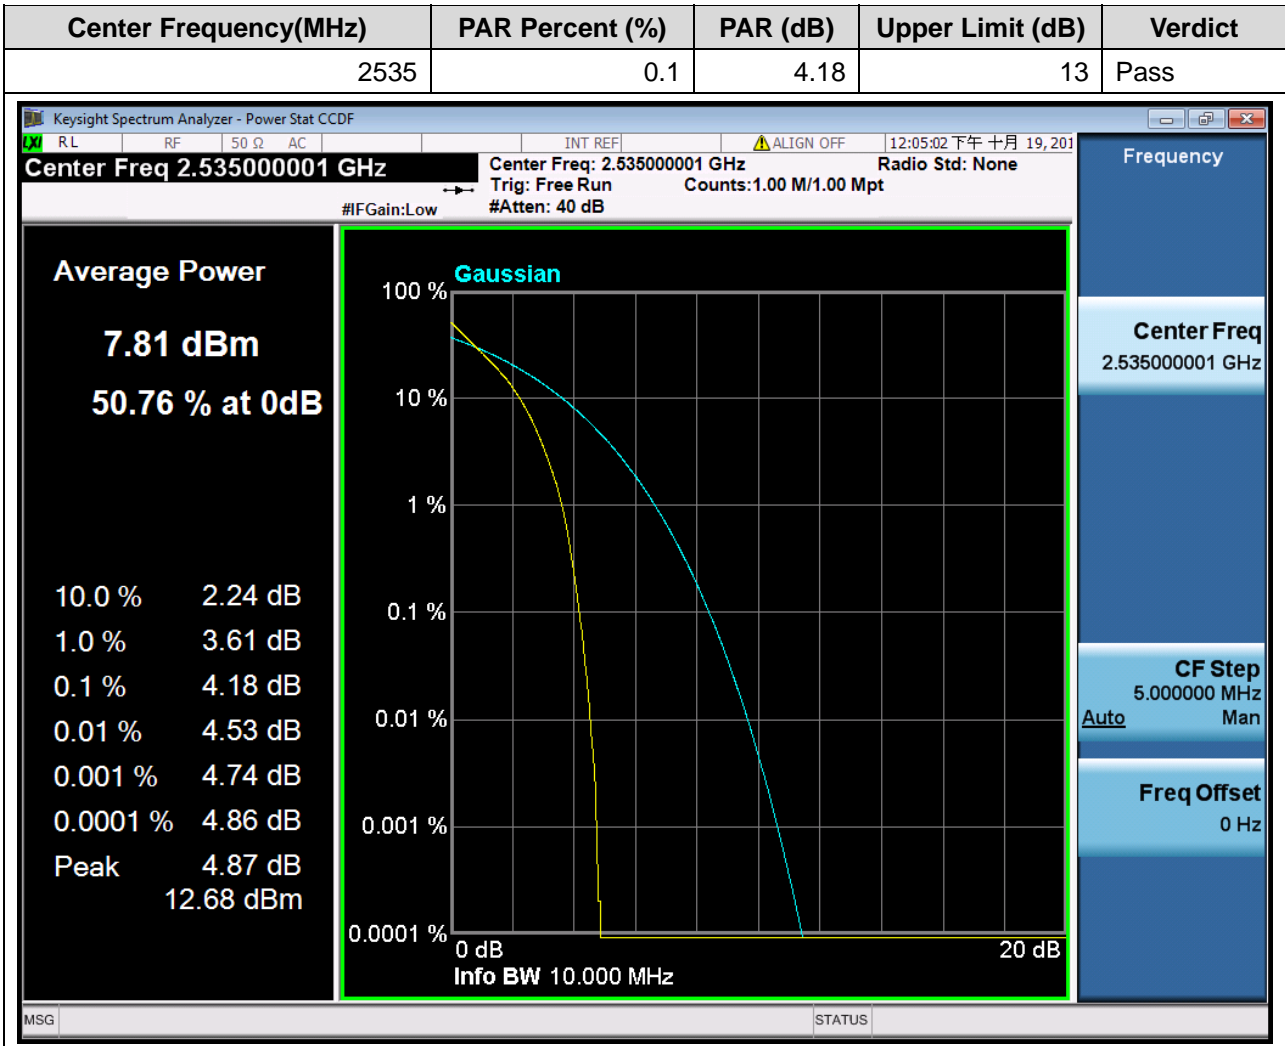 Center Frequency(MHz) PAR Percent (%) PAR (dB) Upper Limit (dB) Verdict
2535 0.1 4.18 13 Pass
Keysight Spectrum Analyzer - Power Stat CCDF
LXI RL RF 50 Ω AC INT REF ALIGN OFF 12:05:02 下午 十月 19, 201
Center Freq 2.535000001 GHz
#IFGain:Low
Center Freq: 2.535000001 GHz Radio Std: None
Trig: Free Run Counts:1.00 M/1.00 Mpt
#Atten: 40 dB
Average Power
7.81 dBm
50.76 % at 0dB
10.0 % 2.24 dB
1.0 % 3.61 dB
0.1 % 4.18 dB
0.01 % 4.53 dB
0.001 % 4.74 dB
0.0001 % 4.86 dB
Peak 4.87 dB
12.68 dBm
Gaussian
100 %
10 %
1 %
0.1 %
0.01 %
0.001 %
0.0001 %
0 dB 20 dB
Info BW 10.000 MHz
Frequency
Center Freq
2.535000001 GHz
CF Step
5.000000 MHz
Auto Man
Freq Offset
0 Hz
MSG STATUS